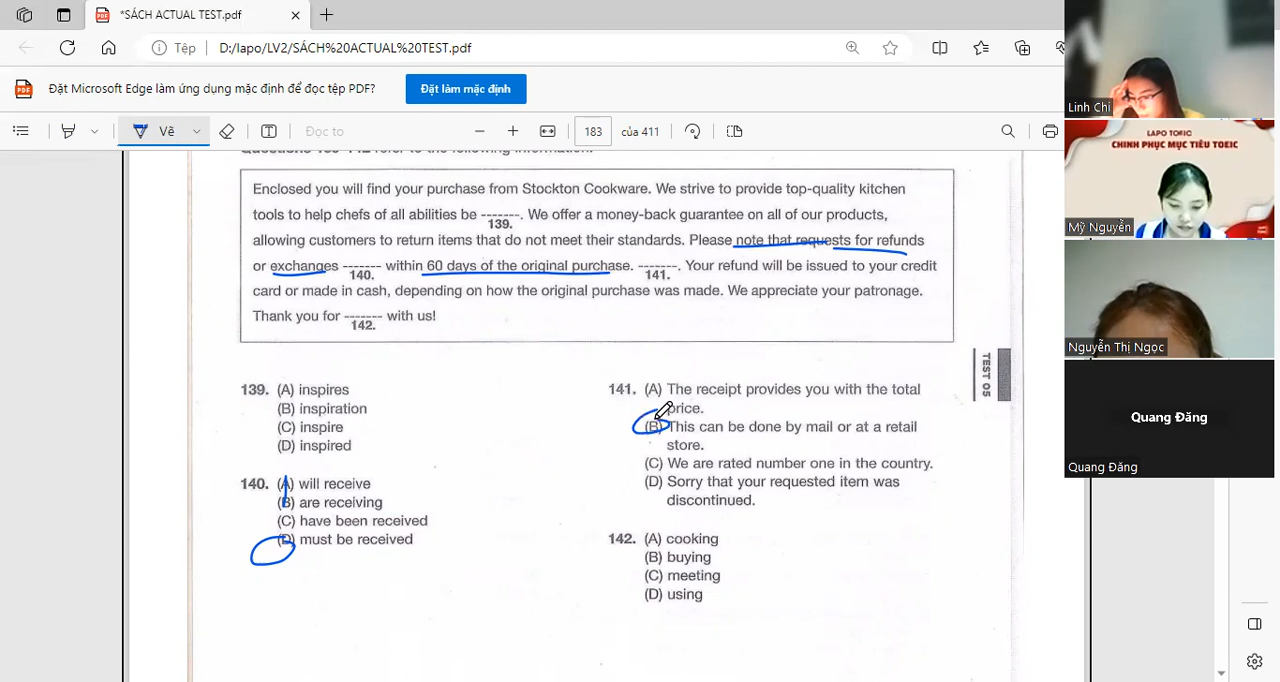 *SÁCH ACTUAL TEST.pdf
Tệp
D:/lapo/LV2/SÁCH%20ACTUAL%20TEST.pdf
Đặt Microsoft Edge làm ứng dụng mặc định để đọc tệp PDF?
Đặt làm mặc định
Vẽ
Đọc to
183
của 411
Enclosed you will find your purchase from Stockton Cookware. We strive to provide top-quality kitchen
tools to help chefs of all abilities be -------. We offer a money-back guarantee on all of our products,
139.
allowing customers to return items that do not meet their standards. Please note that requests for refunds
or exchanges ------- within 60 days of the original purchase. -------. Your refund will be issued to your credit
140.
141.
card or made in cash, depending on how the original purchase was made. We appreciate your patronage.
Thank you for ------- with us!
142.
139. (A) inspires
(B) inspiration
(C) inspire
(D) inspired
140. (A) will receive
(B) are receiving
(C) have been received
(D) must be received
141. (A) The receipt provides you with the total
price.
(B) This can be done by mail or at a retail
store.
(C) We are rated number one in the country.
(D) Sorry that your requested item was
discontinued.
142. (A) cooking
(B) buying
(C) meeting
(D) using
TEST 05
Linh Chi
LAPO TOEIC
CHINH PHỤC MỤC TIÊU TOEIC
Mỹ Nguyễn
Nguyễn Thị Ngọc
Quang Đăng
Quang Đăng